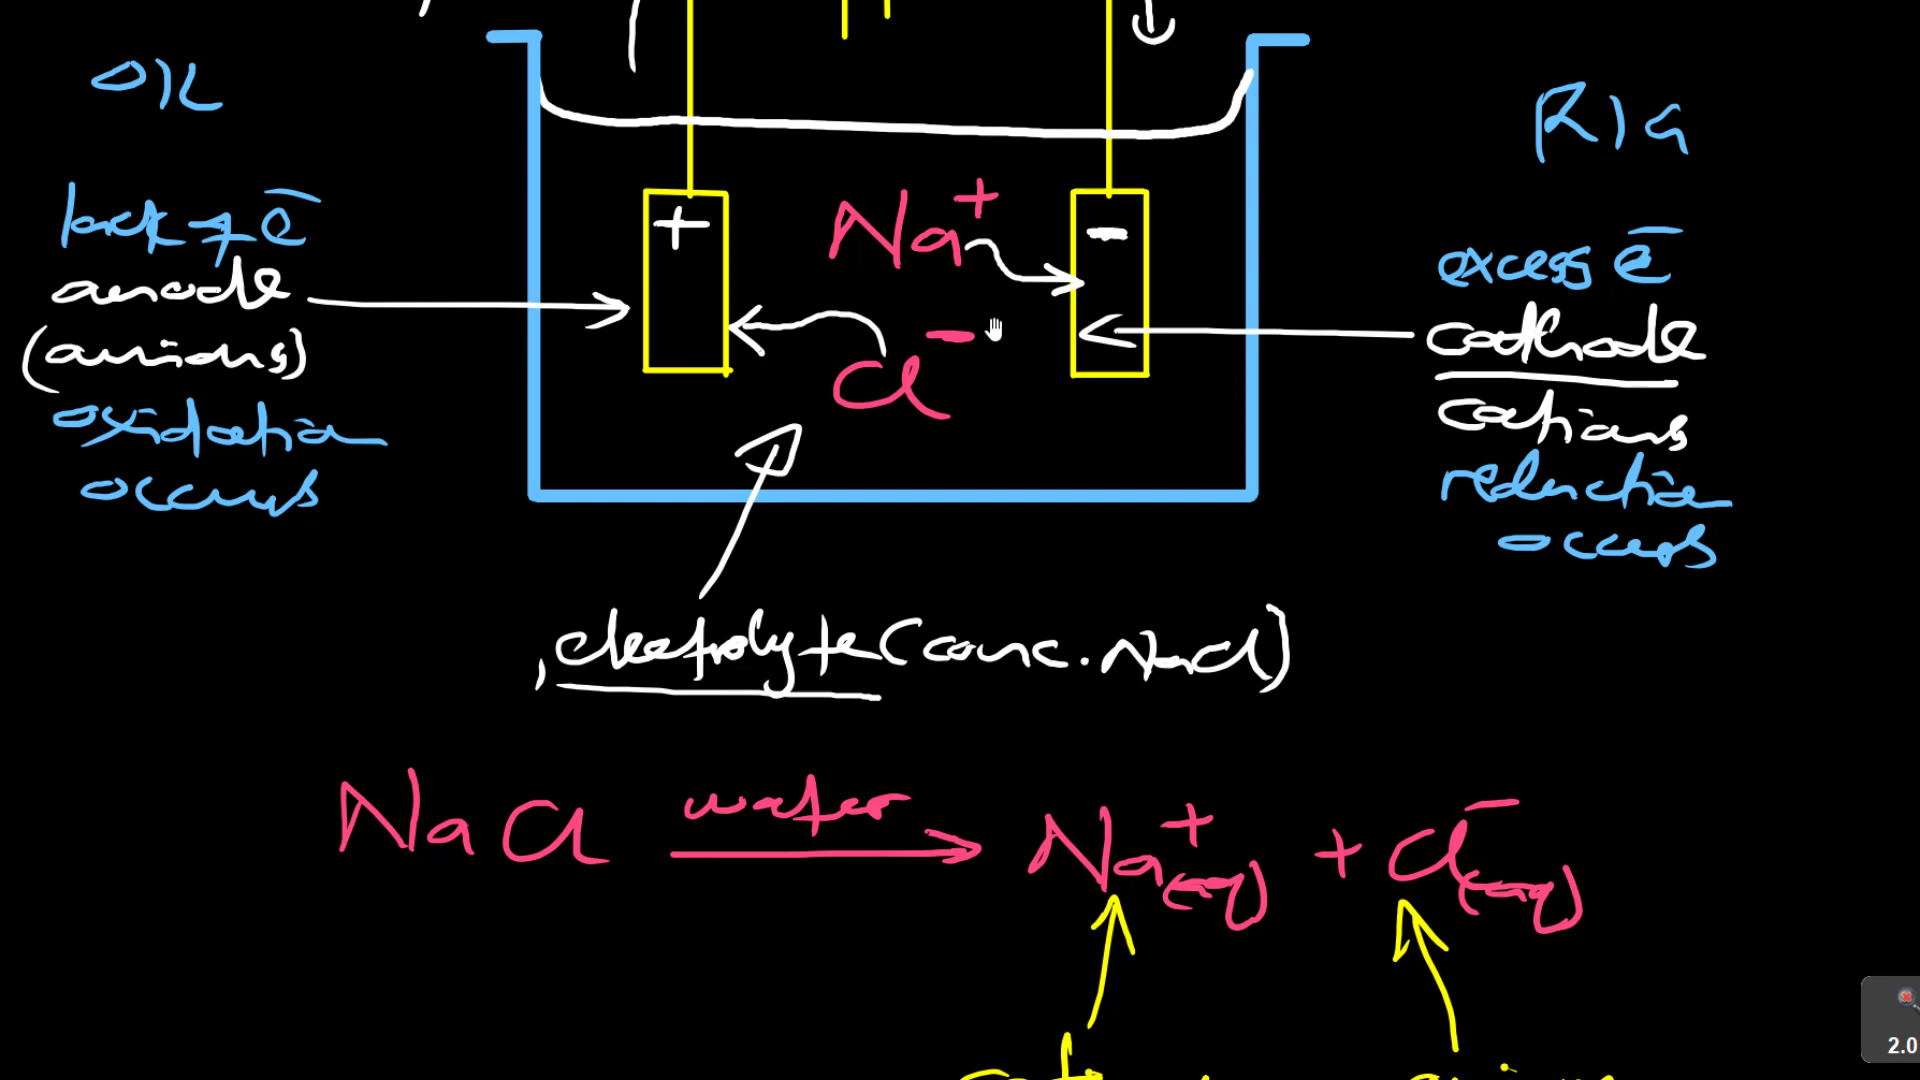 OIL
RIG
lack of e⁻
excess e⁻
anode
(anions)
oxidation
occurs
+
-
Na⁺
Cl⁻
cathode
cations
reduction
occurs
electrolyte (conc. NaCl)
NaCl water → Na⁺(aq) + Cl⁻(aq)
2.0